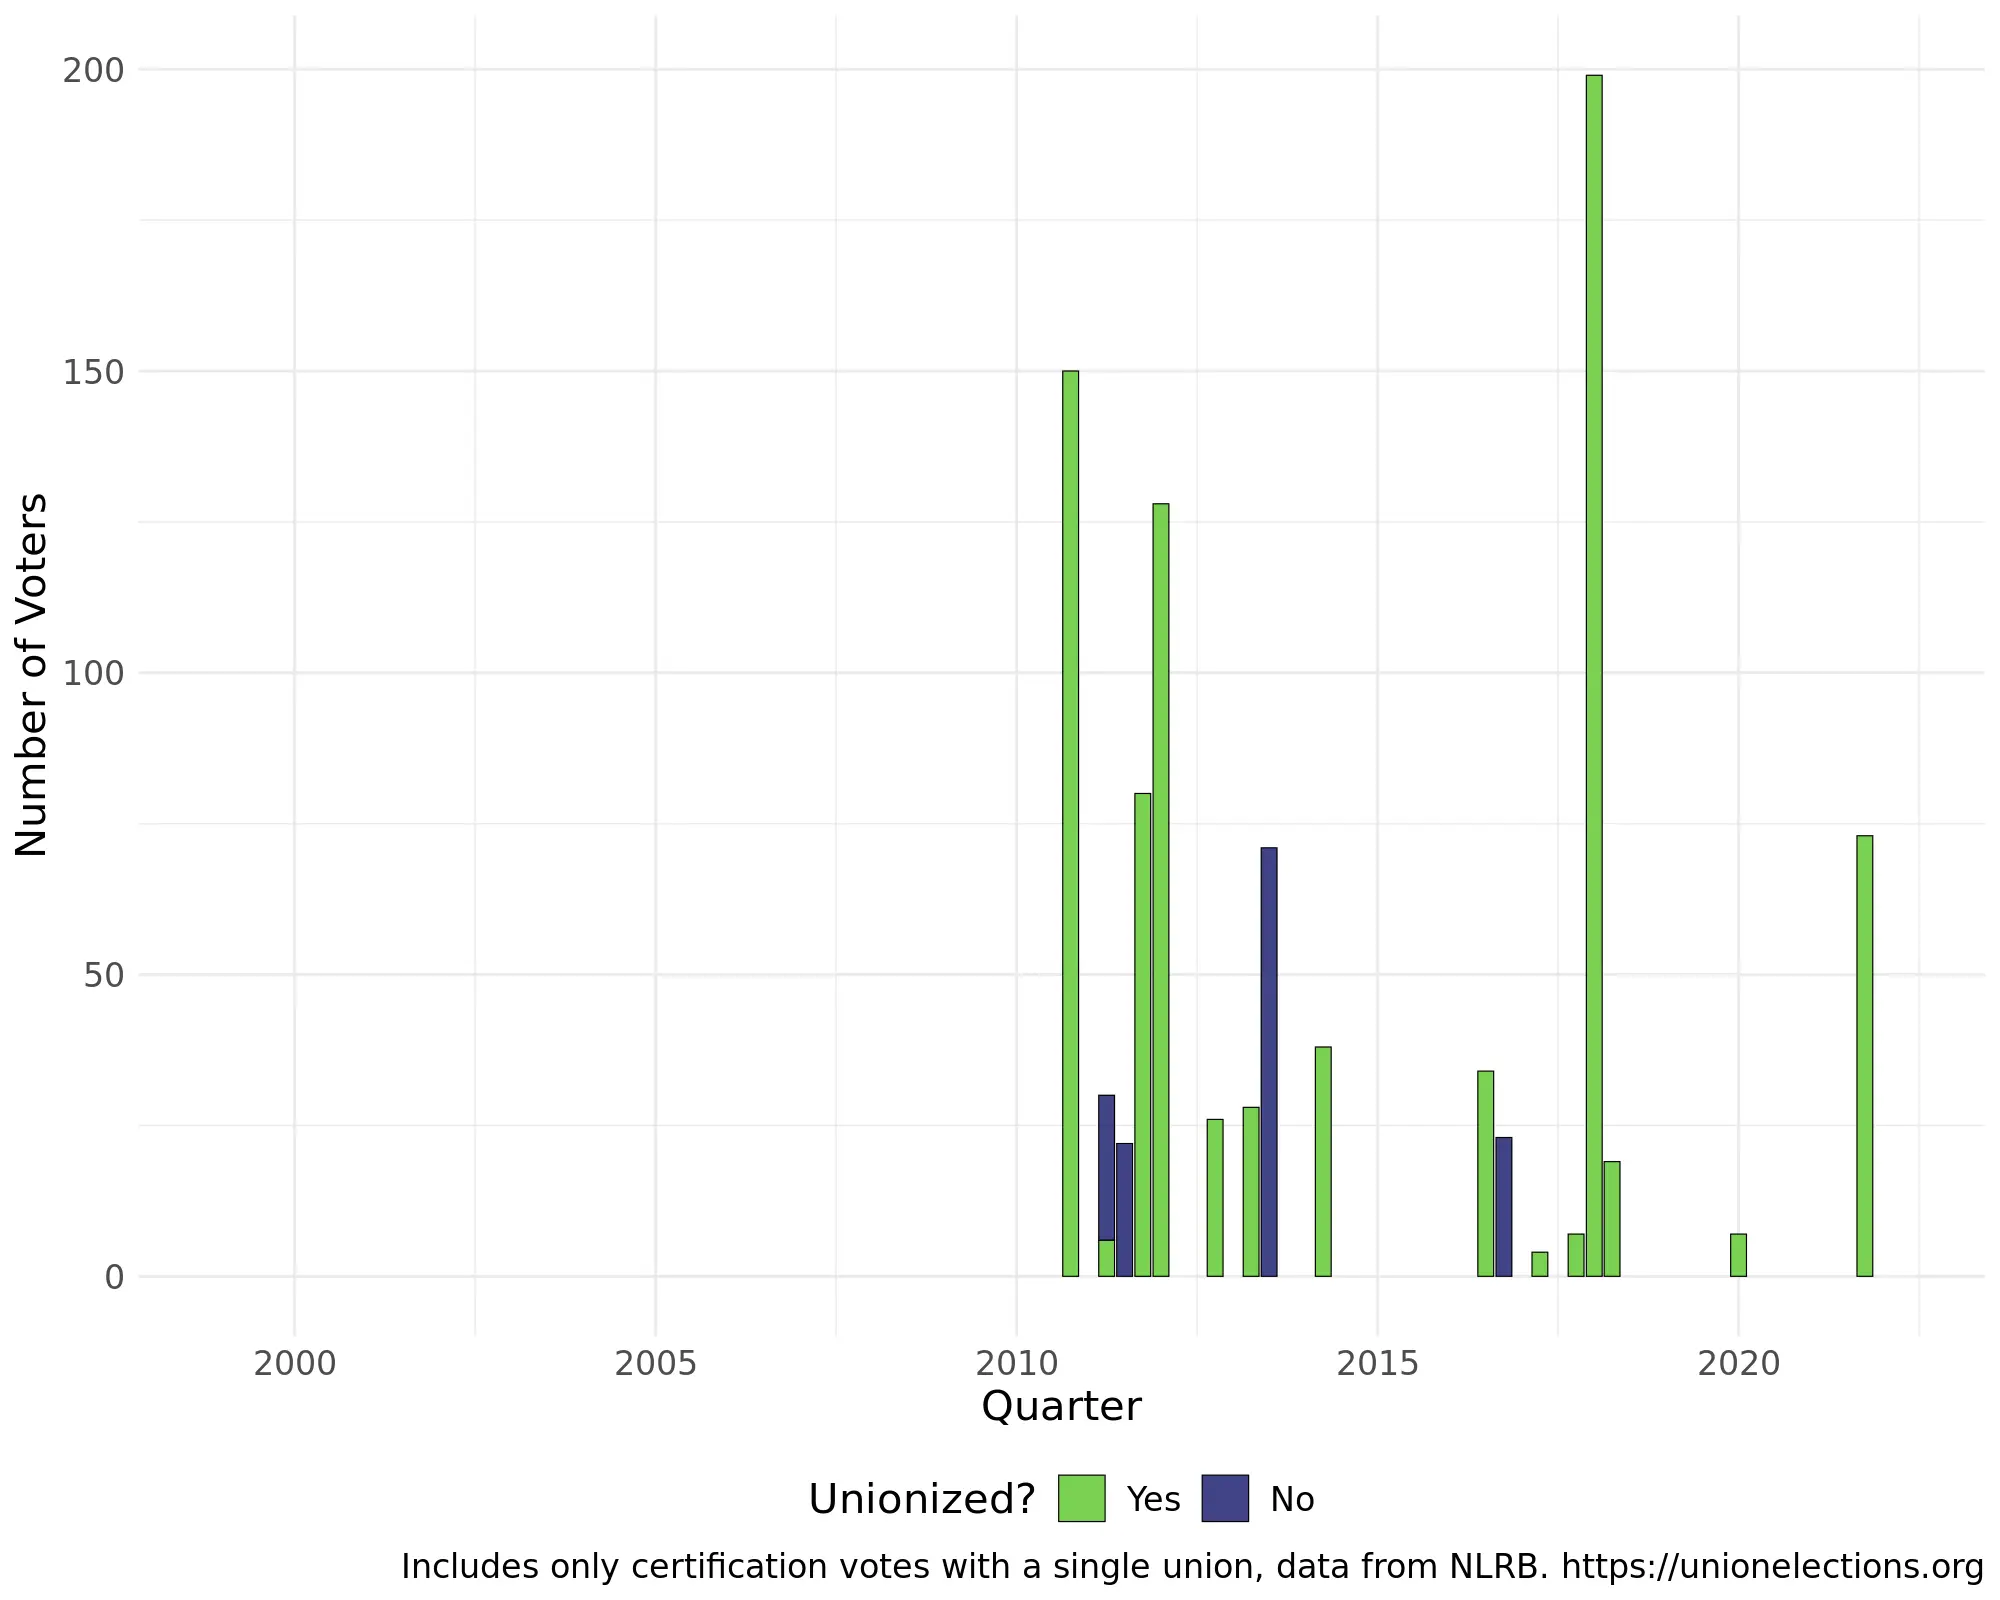 200
150
100
50
0
Number of Voters
2000 2005 2010 2015 2020
Quarter
Unionized? Yes No
Includes only certification votes with a single union, data from NLRB. https://unionelections.org